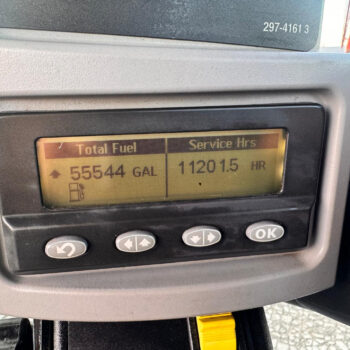 297-4161 3
Total Fuel Service Hrs
55544 GAL 11201.5 HR
OK